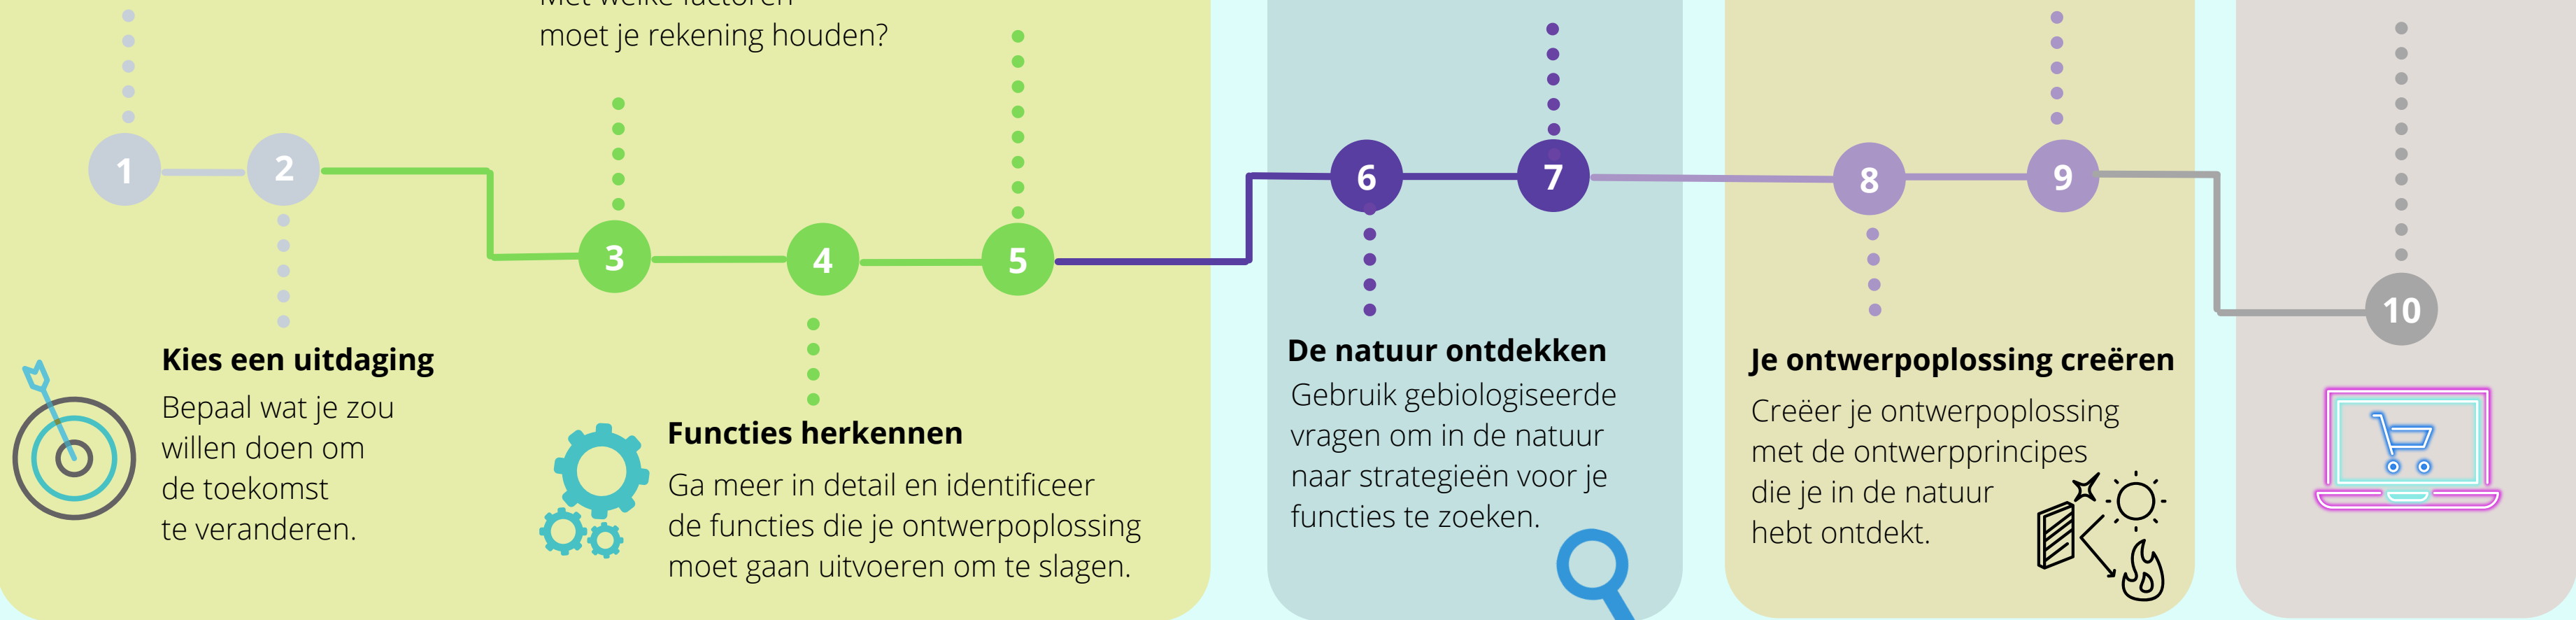 Met welke factoren
moet je rekening houden?
1
2
3
4
5
6
7
8
9
10
Kies een uitdaging
Bepaal wat je zou
willen doen om
de toekomst
te veranderen.
Functies herkennen
Ga meer in detail en identificeer
de functies die je ontwerpoplossing
moet gaan uitvoeren om te slagen.
De natuur ontdekken
Gebruik gebiologiseerde
vragen om in de natuur
naar strategieën voor je
functies te zoeken.
Je ontwerpoplossing creëren
Creëer je ontwerpoplossing
met de ontwerpprincipes
die je in de natuur
hebt ontdekt.